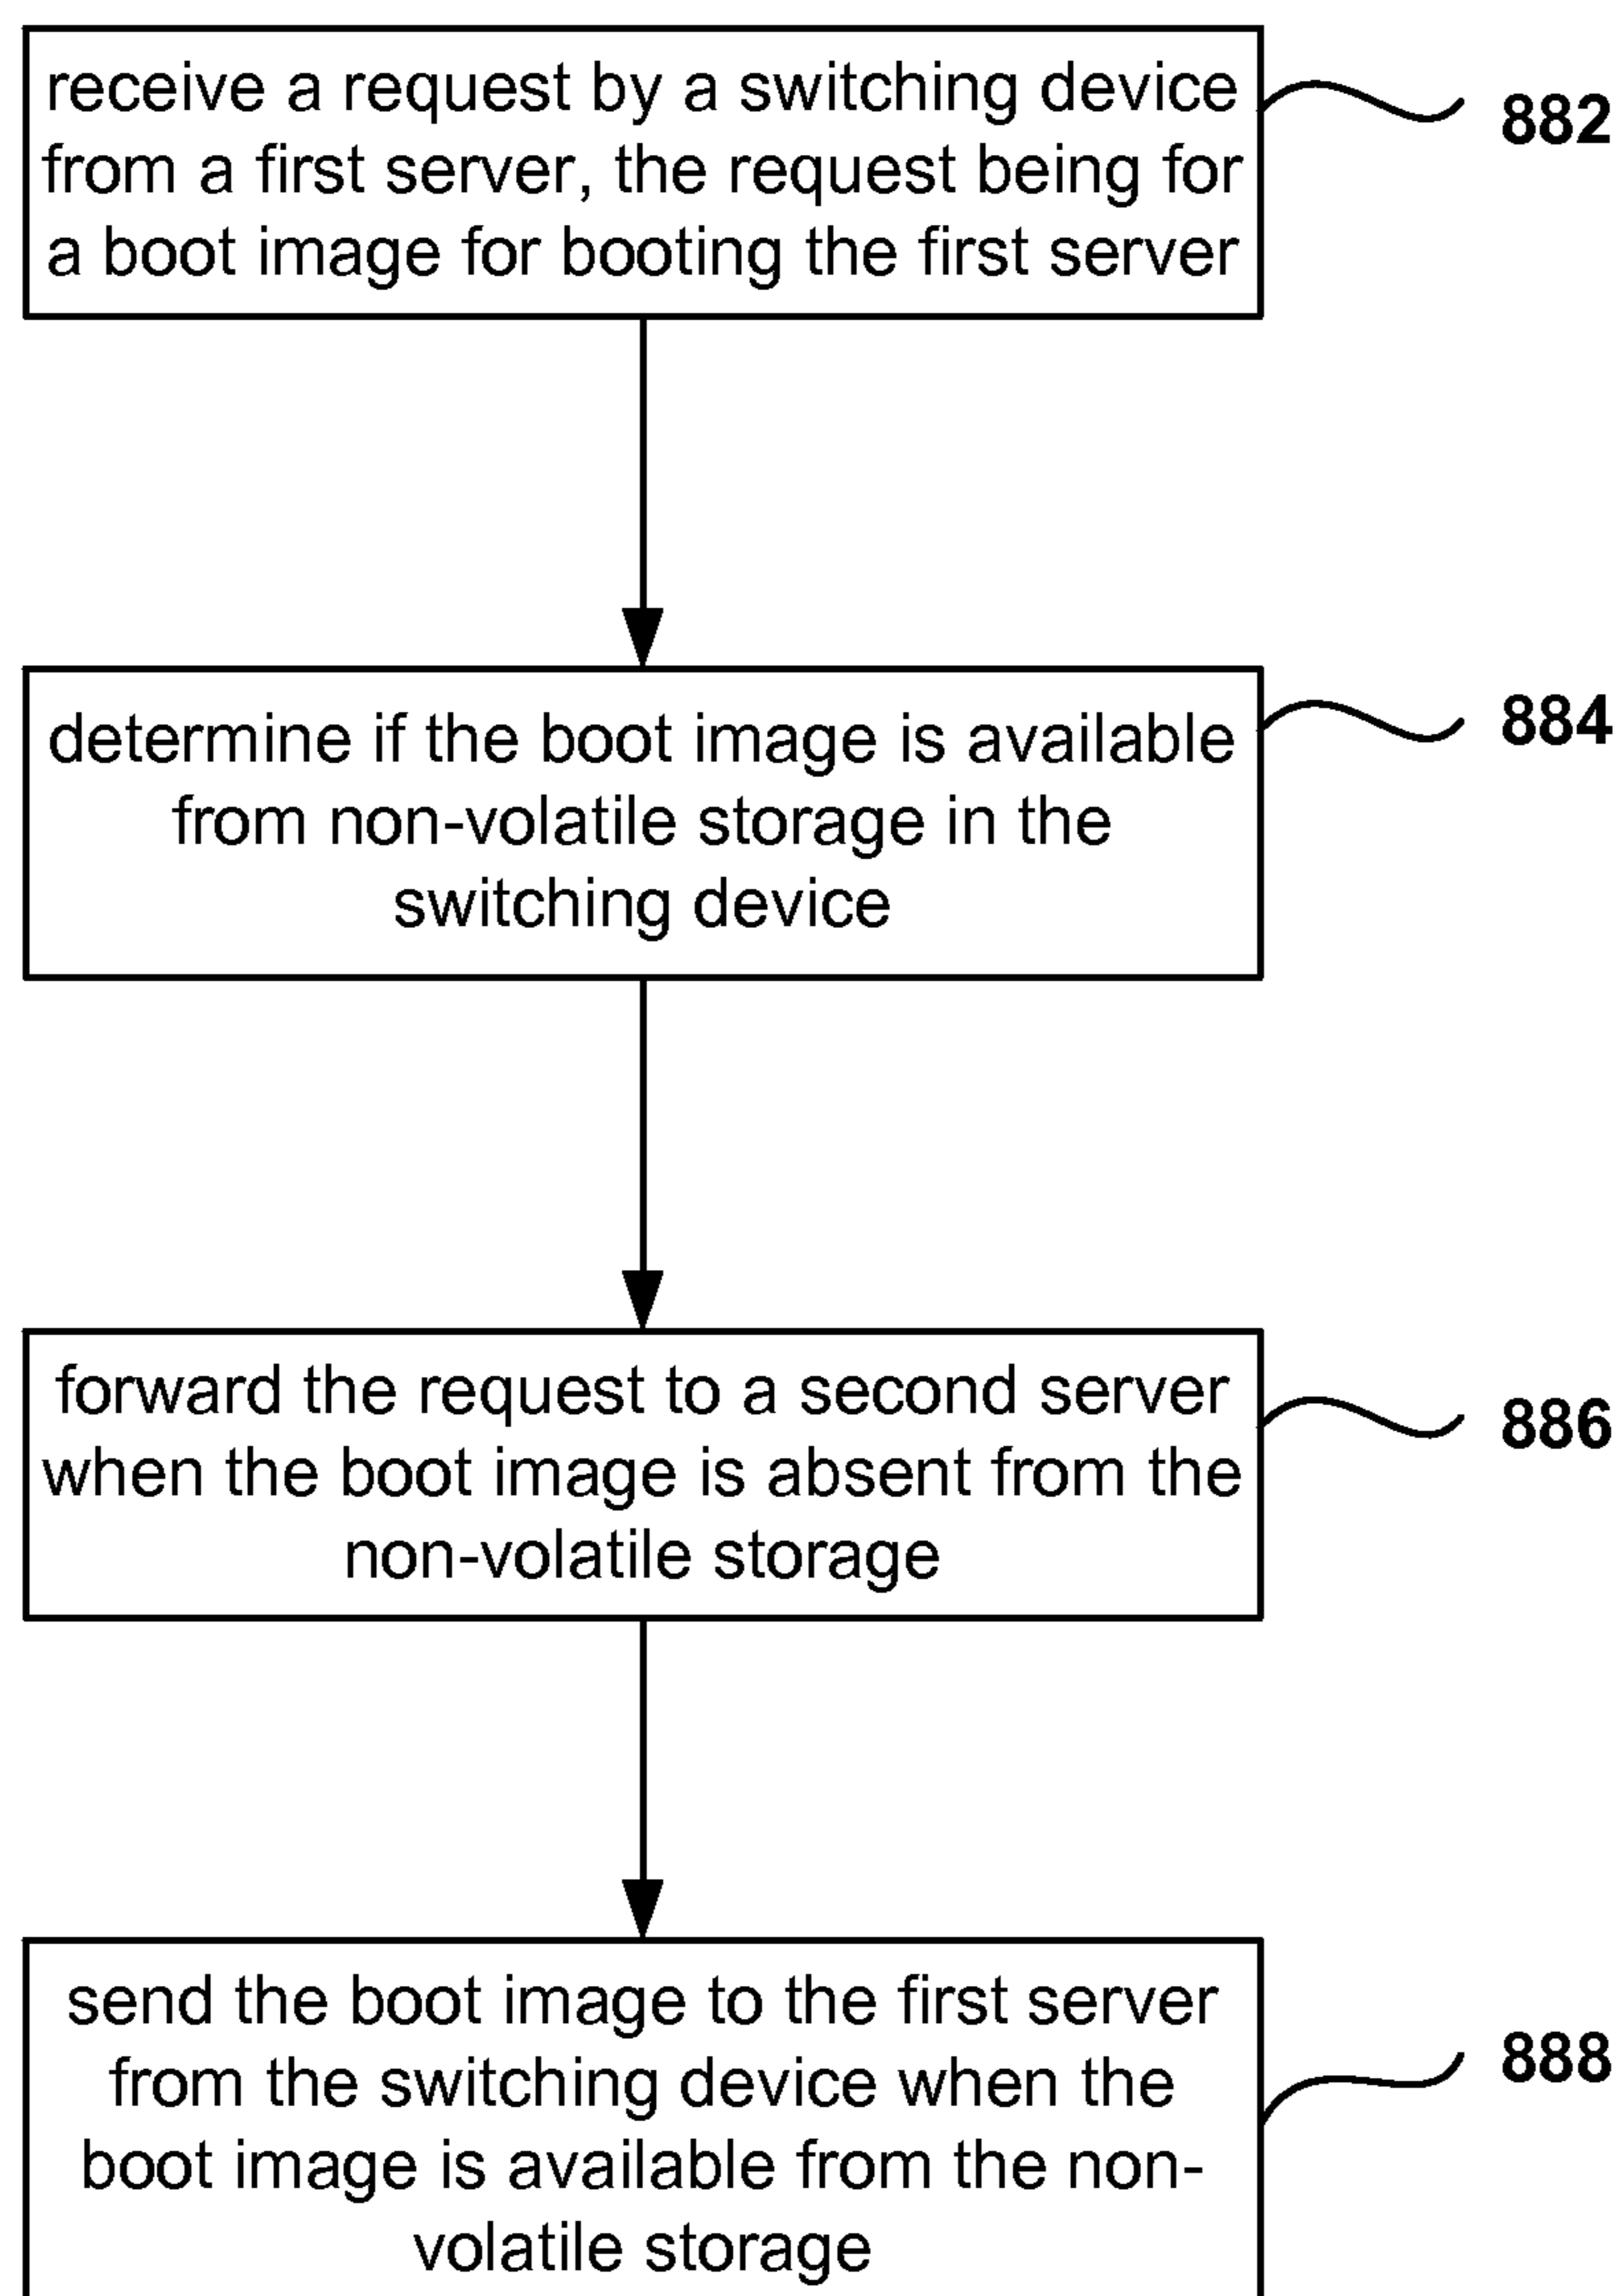 receive a request by a switching device
from a first server, the request being for
a boot image for booting the first server
882
determine if the boot image is available
from non-volatile storage in the
switching device
884
forward the request to a second server
when the boot image is absent from the
non-volatile storage
886
send the boot image to the first server
from the switching device when the
boot image is available from the non-
volatile storage
888